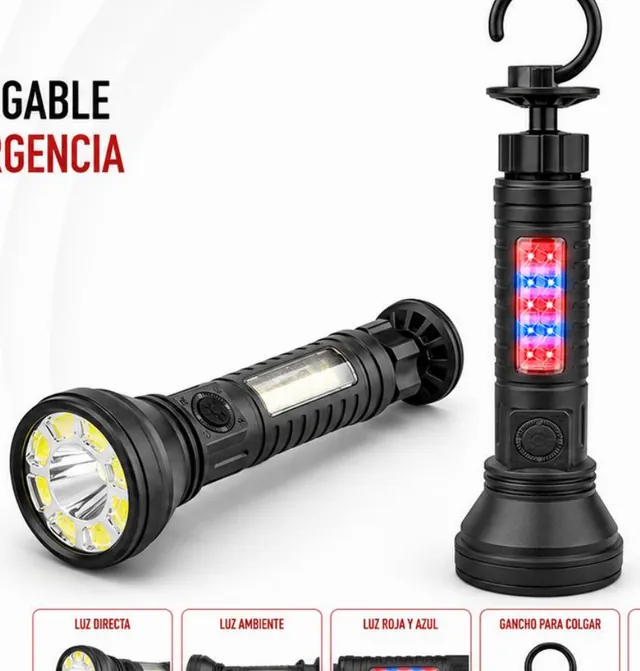 GABLE
RGENCIA
LUZ DIRECTA
LUZ AMBIENTE
LUZ ROJA Y AZUL
GANCHO PARA COLGAR